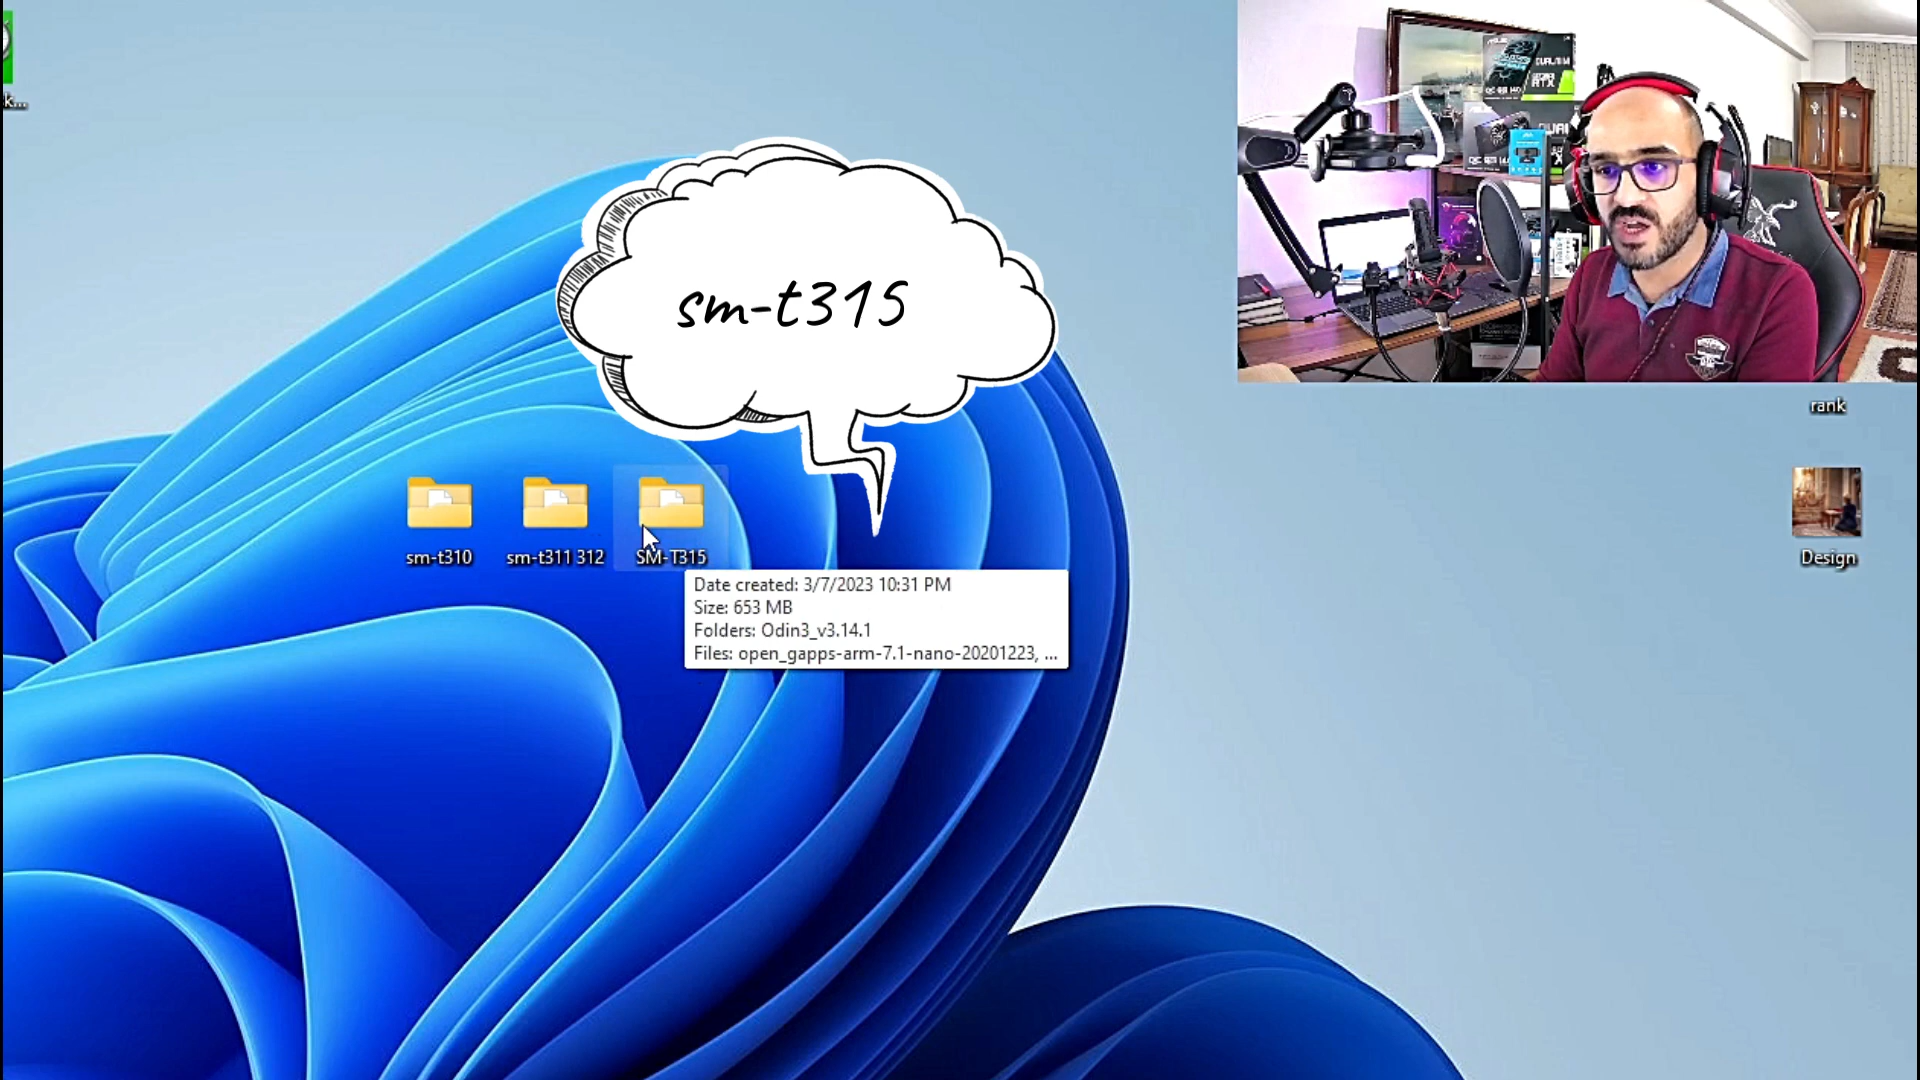 k...
sm-t315
rank
sm-t310
sm-t311 312
SM-T315
Design
Date created: 3/7/2023 10:31 PM
Size: 653 MB
Folders: Odin3_v3.14.1
Files: open_gapps-arm-7.1-nano-20201223, ...